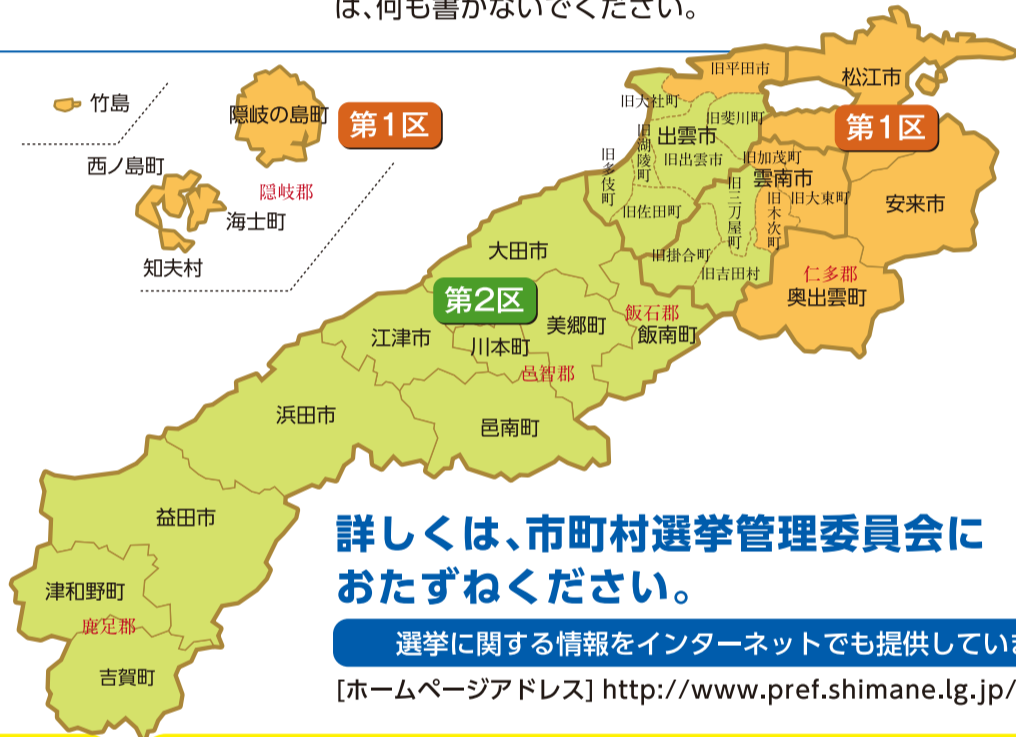 は、何も書かないでください。
竹島
隠岐の島町
第1区
西ノ島町
隠岐郡
海士町
知夫村
旧平田市
松江市
旧大社町
旧斐川町
第1区
出雲市
旧湖陵町
旧出雲市
旧多伎町
旧加茂町
雲南市
旧三刀屋町
旧木次町
旧大東町
安来市
旧佐田町
大田市
旧掛合町
旧吉田村
仁多郡
奥出雲町
第2区
飯石郡
飯南町
美郷町
江津市
川本町
邑智郡
浜田市
邑南町
益田市
津和野町
鹿足郡
吉賀町
詳しくは、市町村選挙管理委員会に
おたずねください。
選挙に関する情報をインターネットでも提供してい
[ホームページアドレス] http://www.pref.shimane.lg.jp/